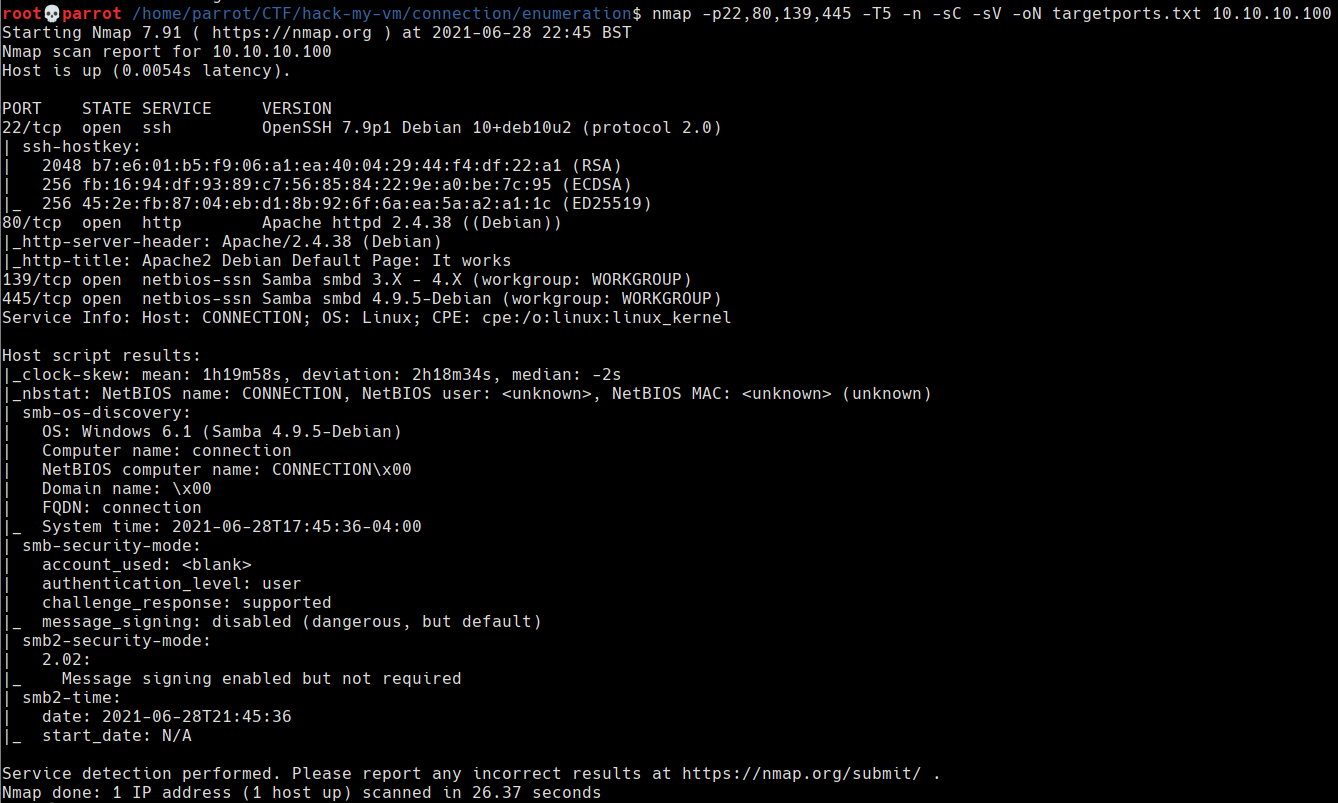 root💀parrot /home/parrot/CTF/hack-my-vm/connection/enumeration$ nmap -p22,80,139,445 -T5 -n -sC -sV -oN targetports.txt 10.10.10.100
Starting Nmap 7.91 ( https://nmap.org ) at 2021-06-28 22:45 BST
Nmap scan report for 10.10.10.100
Host is up (0.0054s latency).

PORT    STATE SERVICE     VERSION
22/tcp  open  ssh         OpenSSH 7.9p1 Debian 10+deb10u2 (protocol 2.0)
| ssh-hostkey:
|   2048 b7:e6:01:b5:f9:06:a1:ea:40:04:29:44:f4:df:22:a1 (RSA)
|   256 fb:16:94:df:93:89:c7:56:85:84:22:9e:a0:be:7c:95 (ECDSA)
|_  256 45:2e:fb:87:04:eb:d1:8b:92:6f:6a:ea:5a:a2:a1:1c (ED25519)
80/tcp  open  http        Apache httpd 2.4.38 ((Debian))
|_http-server-header: Apache/2.4.38 (Debian)
|_http-title: Apache2 Debian Default Page: It works
139/tcp open  netbios-ssn Samba smbd 3.X - 4.X (workgroup: WORKGROUP)
445/tcp open  netbios-ssn Samba smbd 4.9.5-Debian (workgroup: WORKGROUP)
Service Info: Host: CONNECTION; OS: Linux; CPE: cpe:/o:linux:linux_kernel

Host script results:
|_clock-skew: mean: 1h19m58s, deviation: 2h18m34s, median: -2s
|_nbstat: NetBIOS name: CONNECTION, NetBIOS user: <unknown>, NetBIOS MAC: <unknown> (unknown)
| smb-os-discovery:
|   OS: Windows 6.1 (Samba 4.9.5-Debian)
|   Computer name: connection
|   NetBIOS computer name: CONNECTION\x00
|   Domain name: \x00
|   FQDN: connection
|_  System time: 2021-06-28T17:45:36-04:00
| smb-security-mode:
|   account_used: <blank>
|   authentication_level: user
|   challenge_response: supported
|_  message_signing: disabled (dangerous, but default)
| smb2-security-mode:
|   2.02:
|_    Message signing enabled but not required
| smb2-time:
|   date: 2021-06-28T21:45:36
|_  start_date: N/A

Service detection performed. Please report any incorrect results at https://nmap.org/submit/ .
Nmap done: 1 IP address (1 host up) scanned in 26.37 seconds